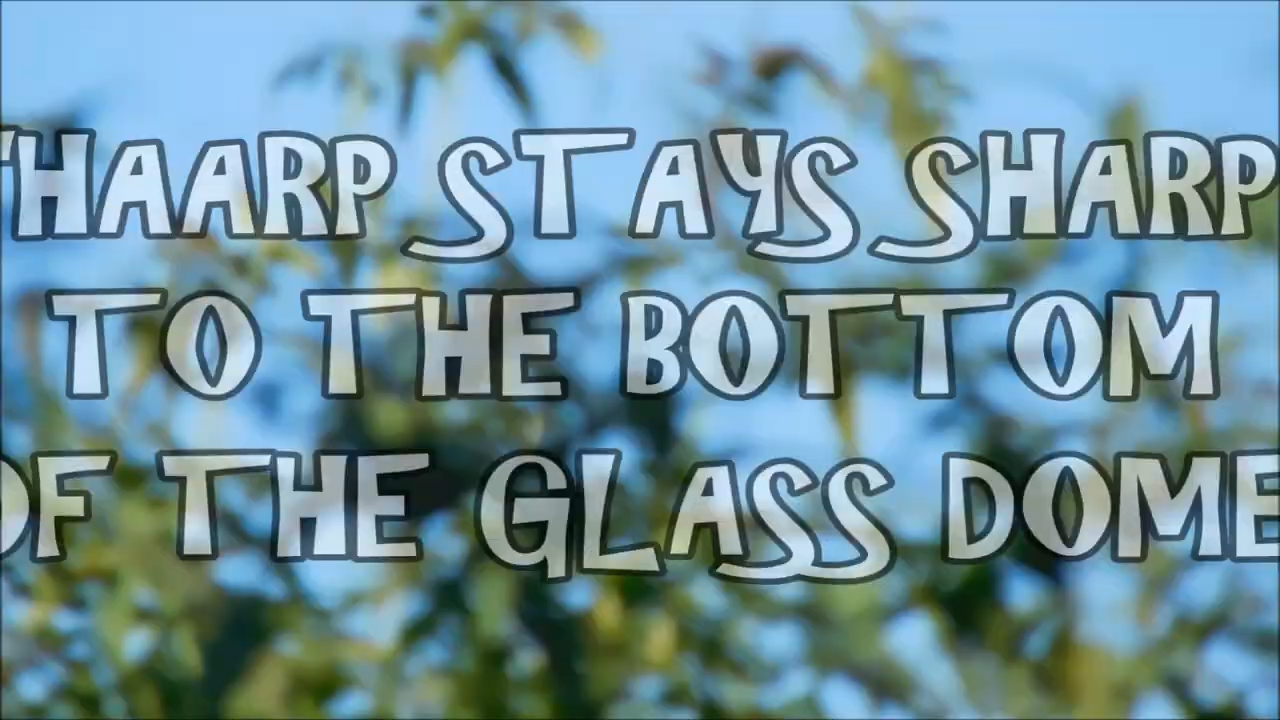 'HAARP STAYS SHARP
TO THE BOTTOM
OF THE GLASS DOME